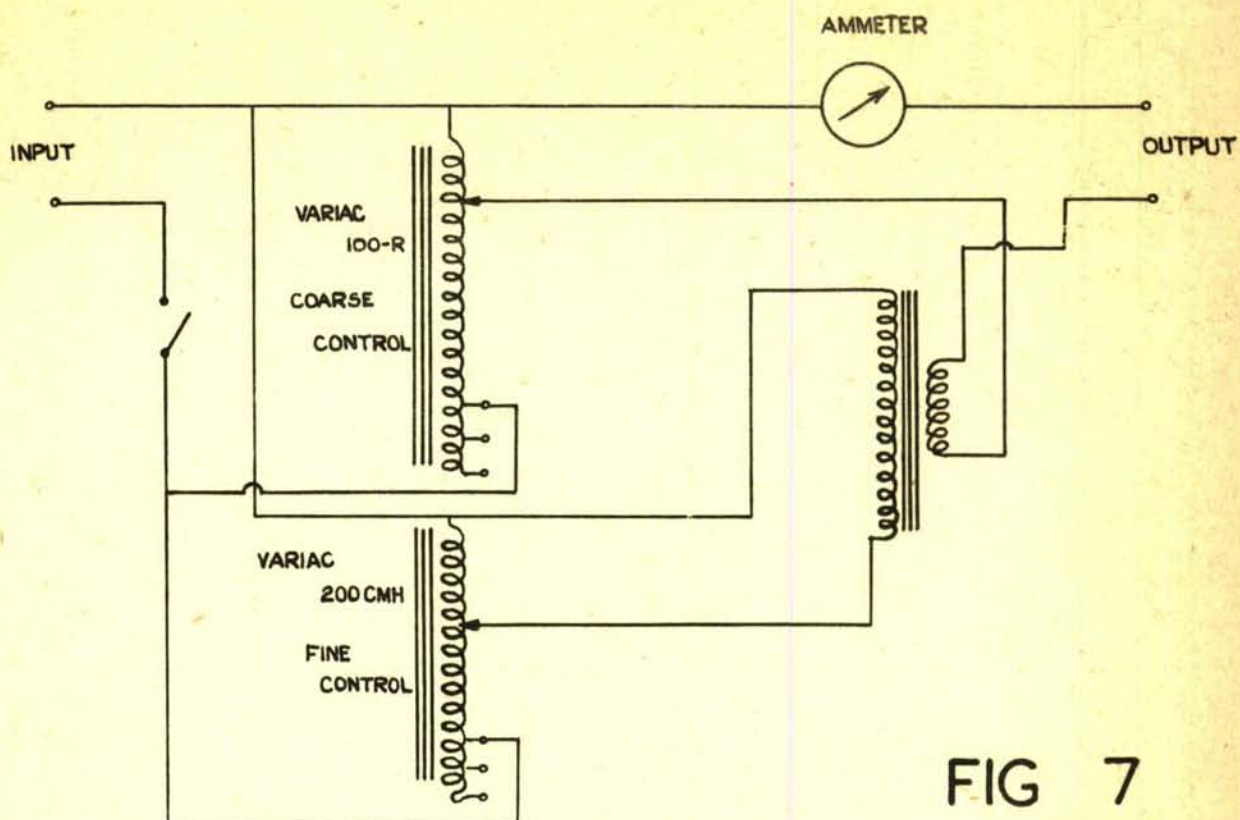 AMMETER
INPUT
OUTPUT
VARIAC
100-R
COARSE
CONTROL
VARIAC
200 CMH
FINE
CONTROL
FIG 7